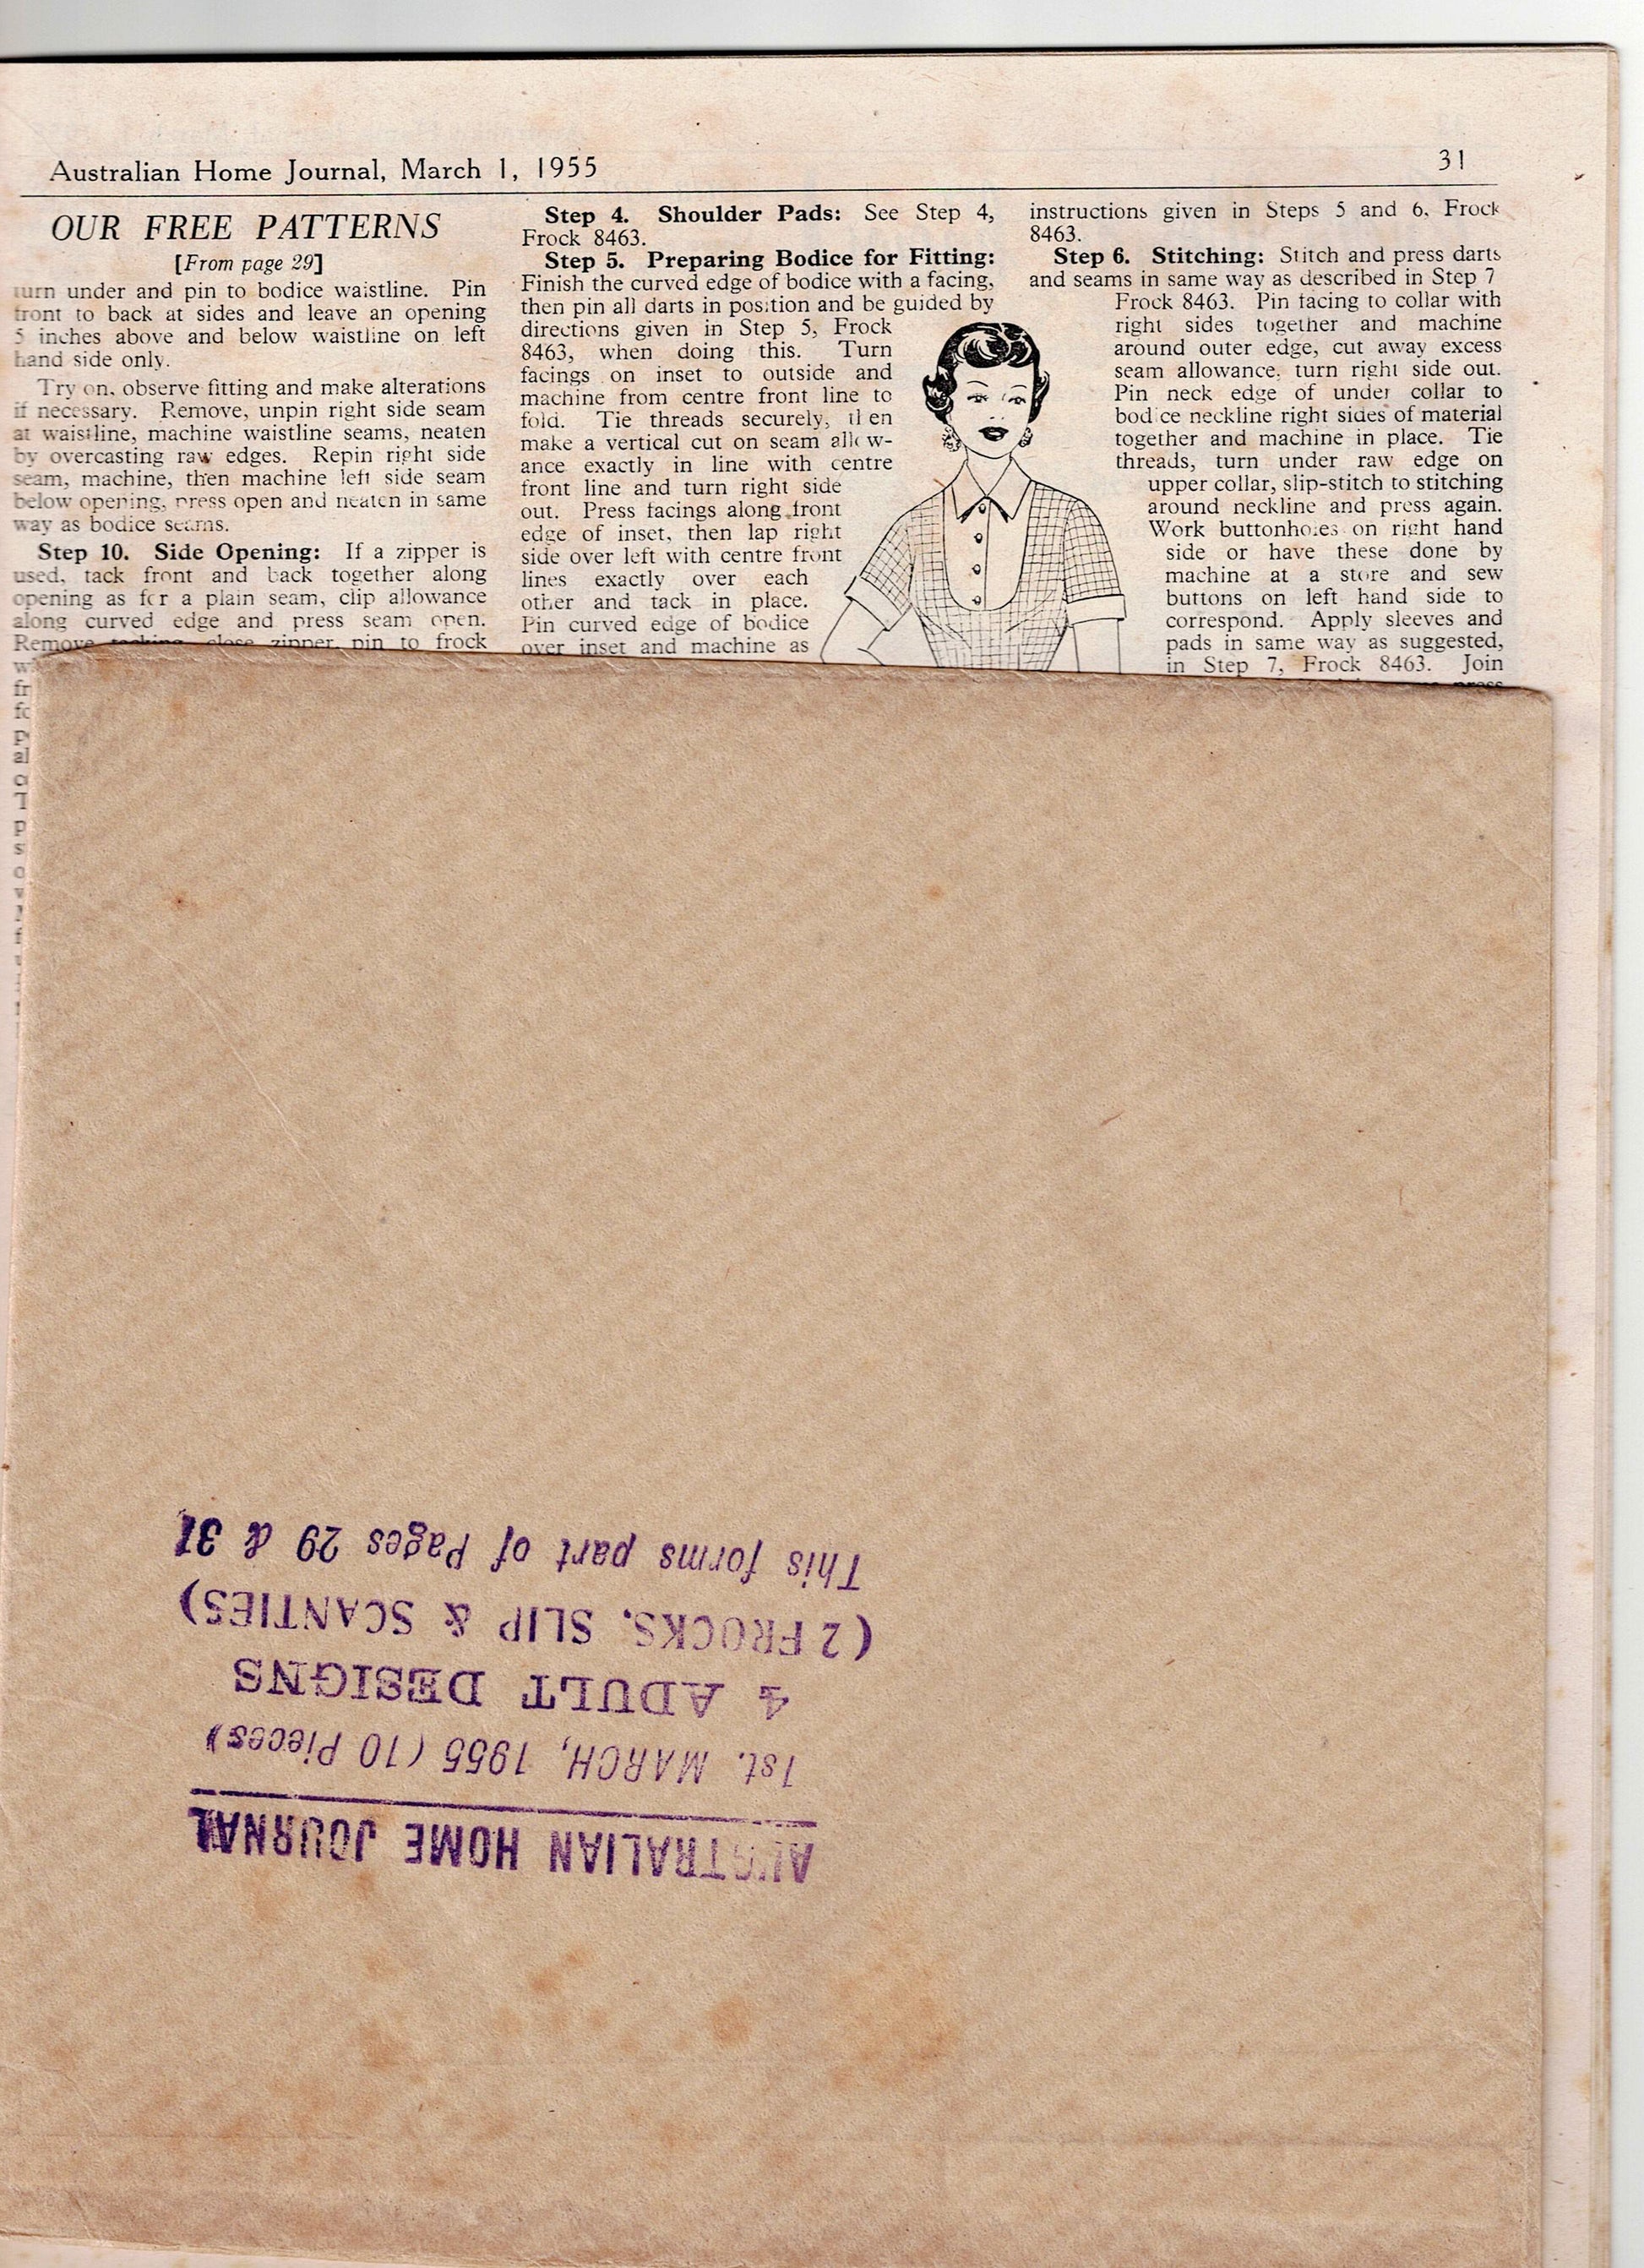 Australian Home Journal, March 1, 1955
31
OUR FREE PATTERNS
[From page 29]
turn under and pin to bodice waistline. Pin
front to back at sides and leave an opening
5 inches above and below waistline on left
hand side only.
Try on, observe fitting and make alterations
if necessary. Remove, unpin right side seam
at waistline, machine waistline seams, neaten
by overcasting raw edges. Repin right side
seam, machine, then machine left side seam
below opening, press open and neaten in same
way as bodice seams.
Step 10. Side Opening: If a zipper is
used, tack front and back together along
opening as for a plain seam, clip allowance
along curved edge and press seam open.
Remove tacking, close zipper, pin to frock
Step 4. Shoulder Pads: See Step 4,
Frock 8463.
Step 5. Preparing Bodice for Fitting:
Finish the curved edge of bodice with a facing,
then pin all darts in position and be guided by
directions given in Step 5, Frock
8463, when doing this. Turn
facings on inset to outside and
machine from centre front line to
fold. Tie threads securely, then
make a vertical cut on seam allow-
ance exactly in line with centre
front line and turn right side
out. Press facings along front
edge of inset, then lap right
side over left with centre front
lines exactly over each
other and tack in place.
Pin curved edge of bodice
over inset and machine as
instructions given in Steps 5 and 6, Frock
8463.
Step 6. Stitching: Stitch and press darts
and seams in same way as described in Step 7
Frock 8463. Pin facing to collar with
right sides together and machine
around outer edge, cut away excess
seam allowance, turn right side out.
Pin neck edge of under collar to
bodice neckline right sides of material
together and machine in place. Tie
threads, turn under raw edge on
upper collar, slip-stitch to stitching
around neckline and press again.
Work buttonholes on right hand
side or have these done by
machine at a store and sew
buttons on left hand side to
correspond. Apply sleeves and
pads in same way as suggested,
in Step 7, Frock 8463. Join
press
AUSTRALIAN HOME JOURNAL
1st. MARCH, 1955 (10 Pieces)
4 ADULT DESIGNS
(2 FROCKS, SLIP & SCANTIES)
This forms part of Pages 29 & 31